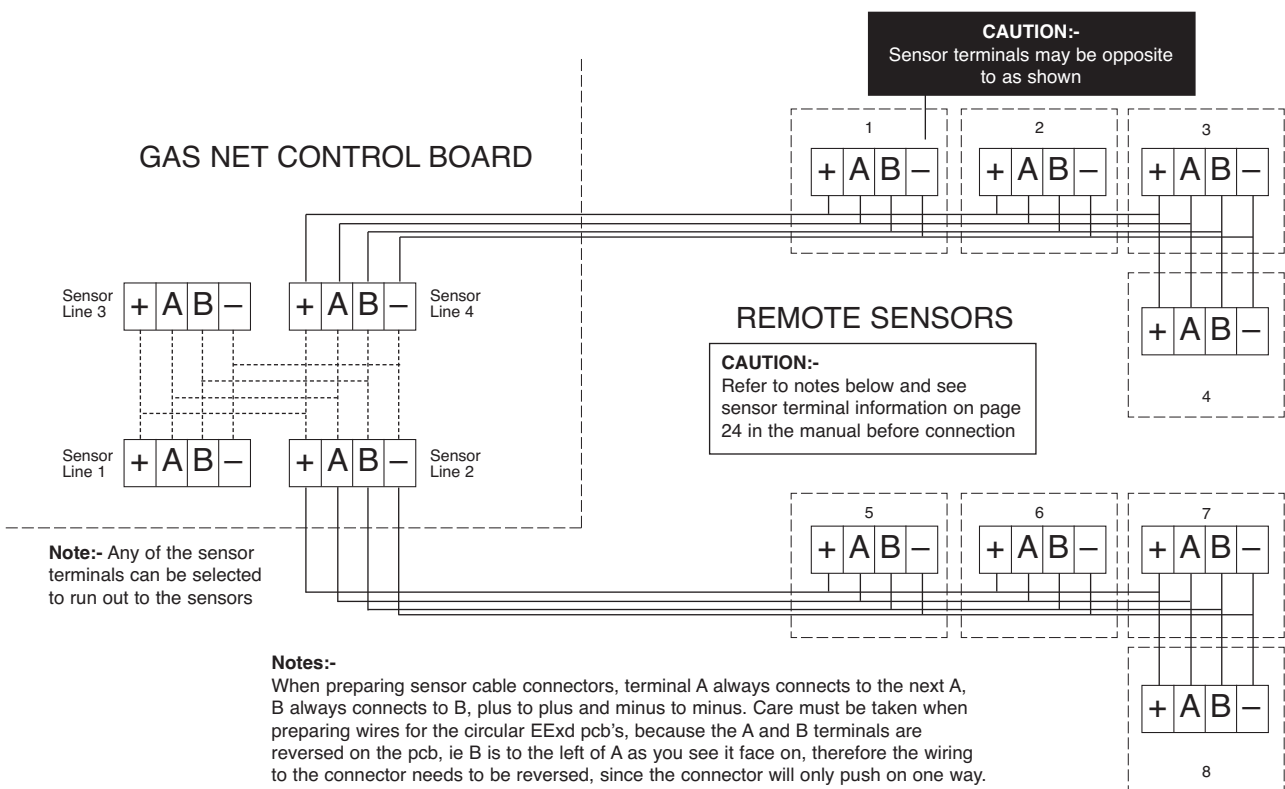 CAUTION:-
Sensor terminals may be opposite
to as shown
GAS NET CONTROL BOARD
1
2
3
+ A B –
+ A B –
+ A B –
Sensor
Line 3
+ A B –
+ A B –
Sensor
Line 4
REMOTE SENSORS
+ A B –
4
CAUTION:-
Refer to notes below and see
sensor terminal information on page
24 in the manual before connection
Sensor
Line 1
+ A B –
+ A B –
Sensor
Line 2
5
6
7
+ A B –
+ A B –
+ A B –
Note:- Any of the sensor
terminals can be selected
to run out to the sensors
+ A B –
8
Notes:-
When preparing sensor cable connectors, terminal A always connects to the next A,
B always connects to B, plus to plus and minus to minus. Care must be taken when
preparing wires for the circular EExd pcb's, because the A and B terminals are
reversed on the pcb, ie B is to the left of A as you see it face on, therefore the wiring
to the connector needs to be reversed, since the connector will only push on one way.